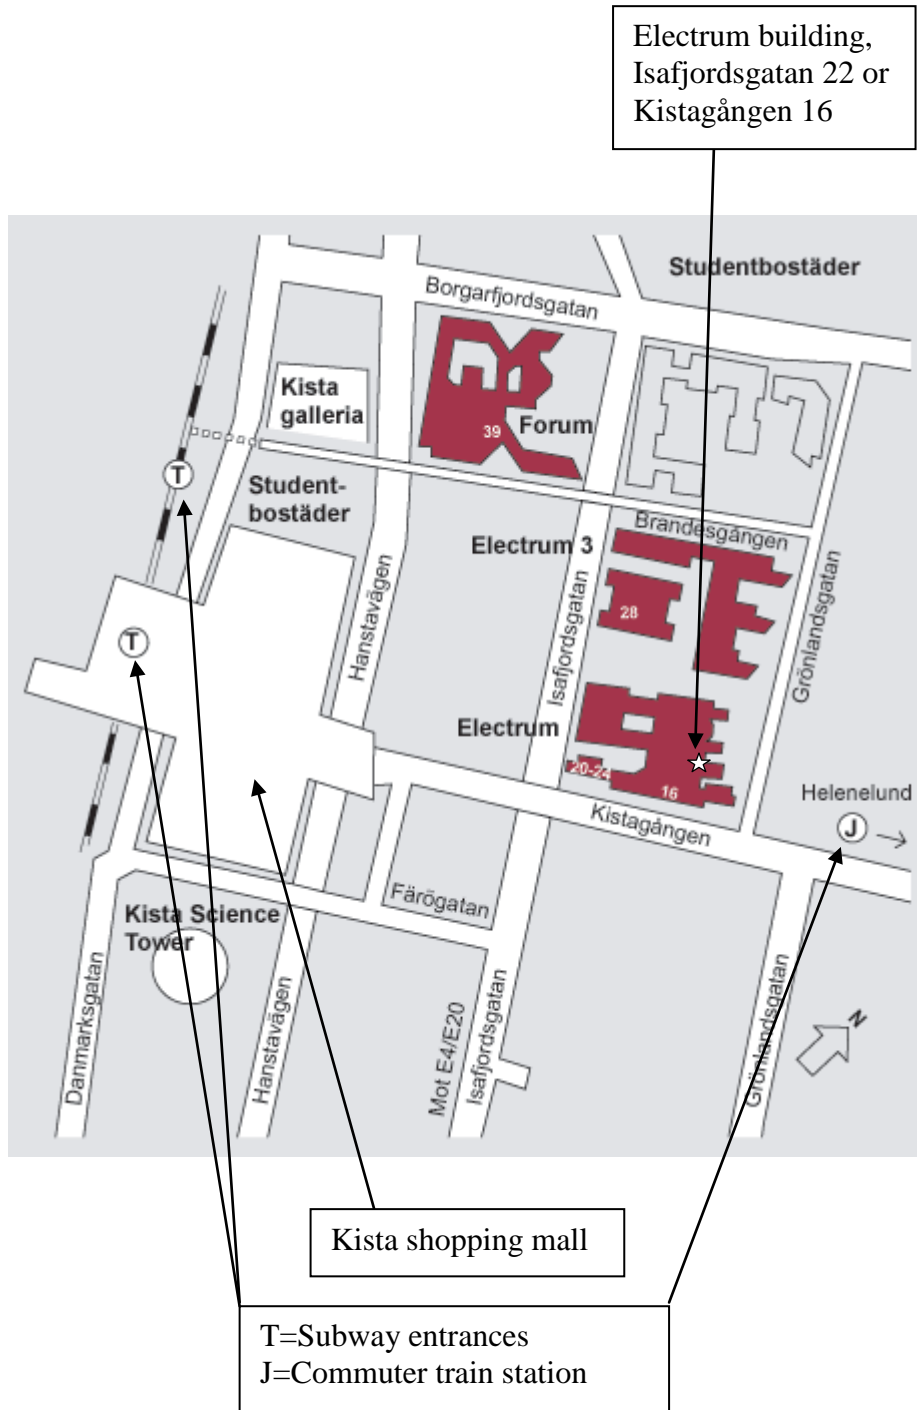 Electrum building,
Isafjordsgatan 22 or
Kistagången 16
Studentbostäder
Borgarfjordsgatan
Kista
galleria
39
Forum
T
Student-
bostäder
Brandesgången
Electrum 3
28
Hanstavägen
Isafjordsgatan
Grönlandsgatan
T
Electrum
20-24
16
Helenelund
J
Kistagången
Färögatan
Kista Science
Tower
Danmarksgatan
Hanstavägen
Mot E4/E20
Isafjordsgatan
Grönlandsgatan
N
Kista shopping mall
T=Subway entrances
J=Commuter train station